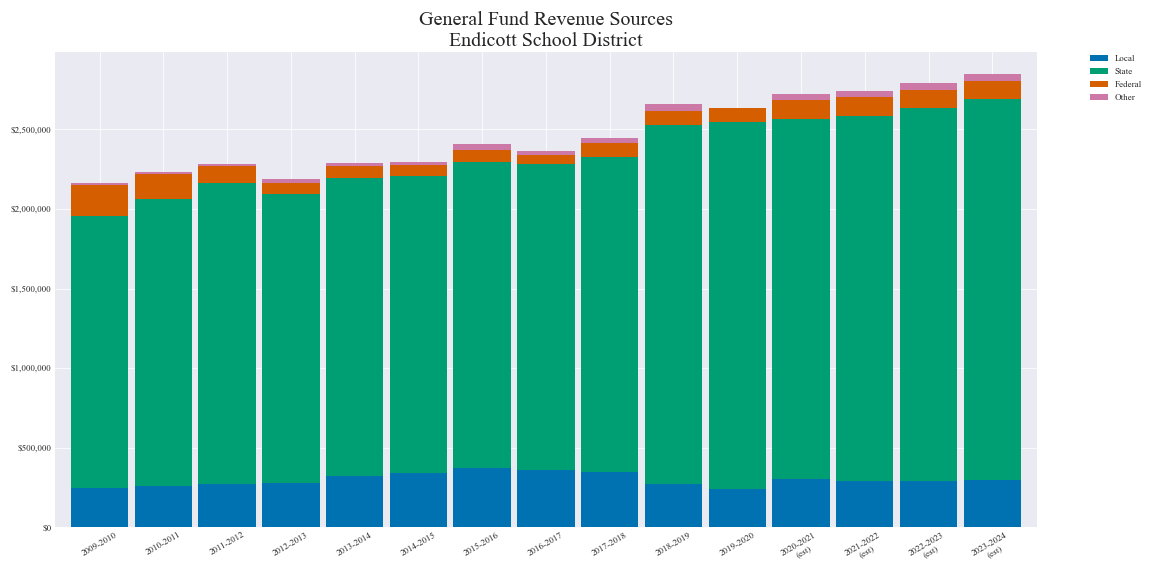 General Fund Revenue Sources
Endicott School District
Local
State
Federal
Other
$2,500,000
$2,000,000
$1,500,000
$1,000,000
$500,000
$0
2009-2010
2010-2011
2011-2012
2012-2013
2013-2014
2014-2015
2015-2016
2016-2017
2017-2018
2018-2019
2019-2020
2020-2021
(est)
2021-2022
(est)
2022-2023
(est)
2023-2024
(est)